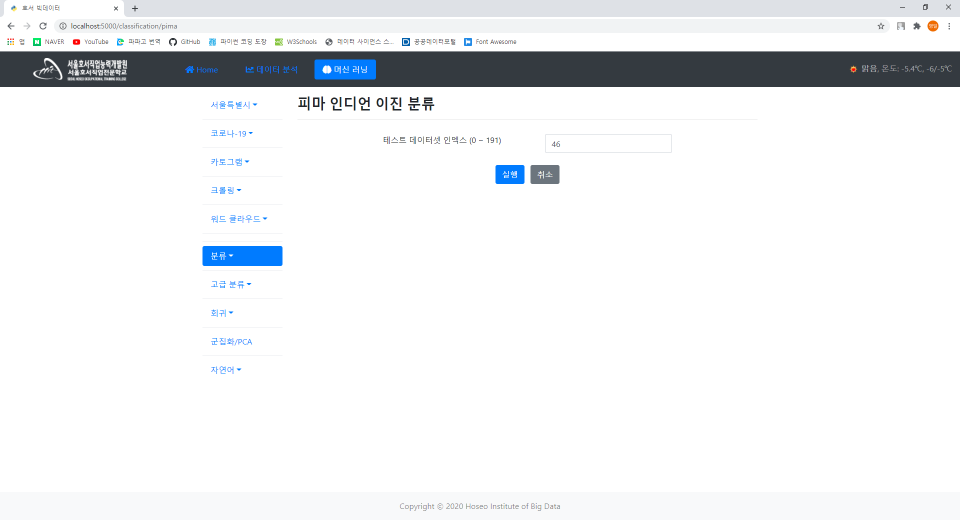 호서 빅데이터
localhost:5000/classification/pima
앱 NAVER YouTube 파파고 번역 GitHub 파이썬 코딩 도장 W3Schools 데이터 사이언스 스... 공공데이터포털 Font Awesome
서울호서직업능력개발원
서울호서직업전문학교
Home 데이터 분석 머신 러닝 맑음, 온도: -5.4℃, -6/-5℃
서울특별시
코로나-19
카토그램
크롤링
워드 클라우드
분류
고급 분류
회귀
군집화/PCA
자연어
피마 인디언 이진 분류
테스트 데이터셋 인덱스 (0 ~ 191) 46
실행 취소
Copyright © 2020 Hoseo Institute of Big Data